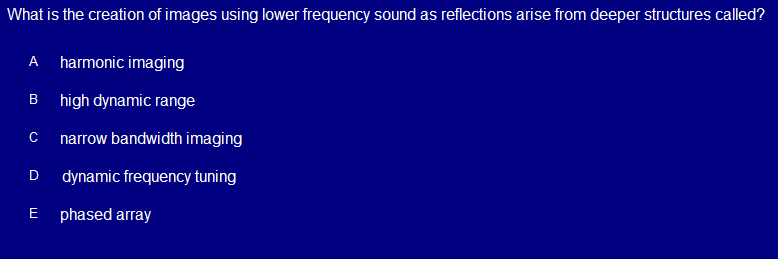 What is the creation of images using lower frequency sound as reflections arise from deeper structures called?
A harmonic imaging
B high dynamic range
C narrow bandwidth imaging
D dynamic frequency tuning
E phased array